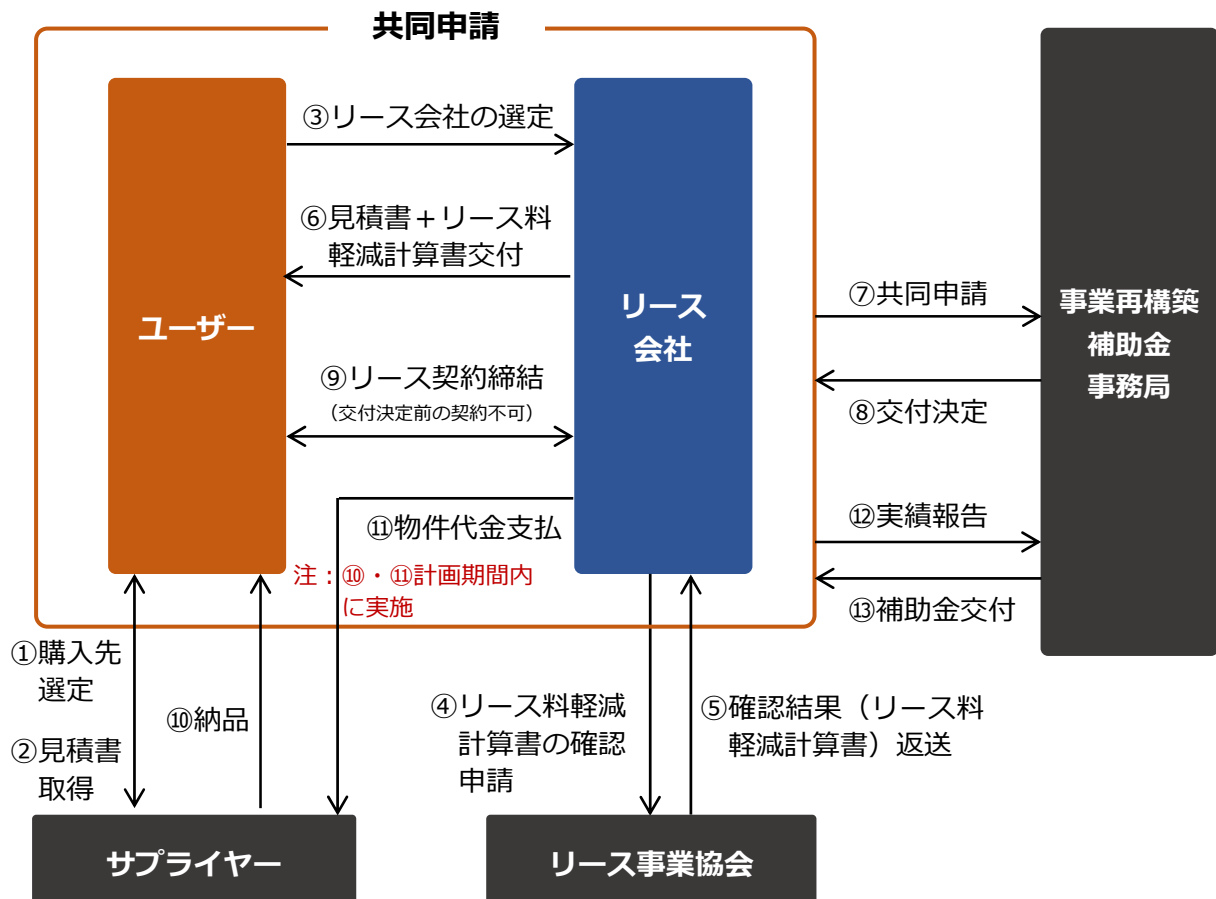 共同申請
③リース会社の選定
⑥見積書＋リース料
軽減計算書交付
ユーザー
リース
会社
⑨リース契約締結
（交付決定前の契約不可）
⑪物件代金支払
注：⑩・⑪計画期間内
に実施
⑦共同申請
⑧交付決定
⑫実績報告
⑬補助金交付
事業再構築
補助金
事務局
①購入先
選定
②見積書
取得
⑩納品
④リース料軽減
計算書の確認
申請
⑤確認結果（リース料
軽減計算書）返送
サプライヤー
リース事業協会